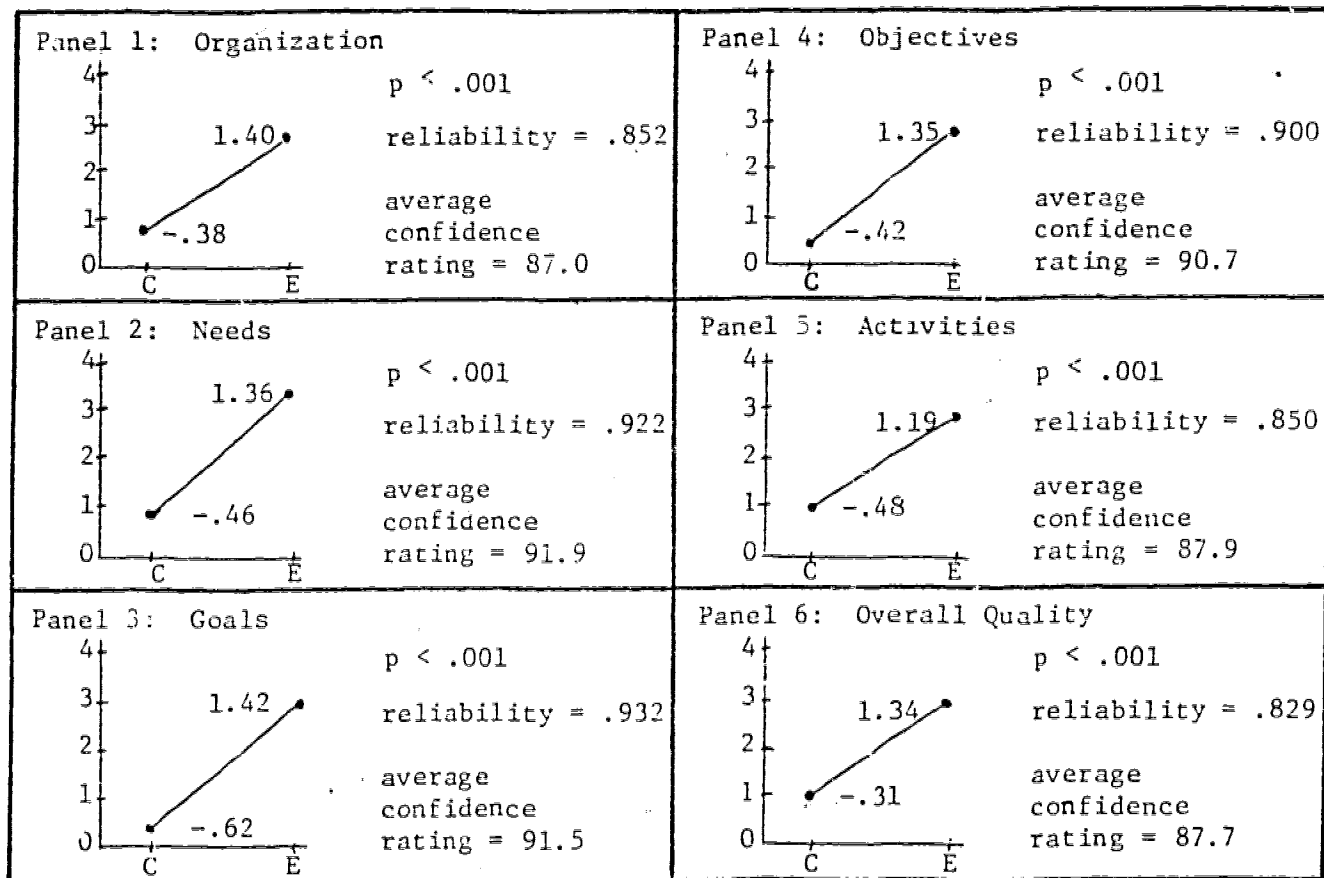 Panel 1: Organization
4
p < .001
3
1.40
reliability = .852
2
average
1
-.38
confidence
0
rating = 87.0
C E
Panel 2: Needs
4
p < .001
1.36
3
reliability = .922
2
average
1
-.46
confidence
0
rating = 91.9
C E
Panel 3: Goals
4
p < .001
3
1.42
reliability = .932
2
average
1
confidence
-.62
0
rating = 91.5
C E
Panel 4: Objectives
4
p < .001
3
1.35
reliability = .900
2
average
1
-.42
confidence
0
rating = 90.7
C E
Panel 5: Activities
4
p < .001
3
1.19
reliability = .850
2
average
1
-.48
confidence
0
rating = 87.9
C E
Panel 6: Overall Quality
4
p < .001
3
1.34
reliability = .829
2
average
1
-.31
confidence
0
rating = 87.7
C E